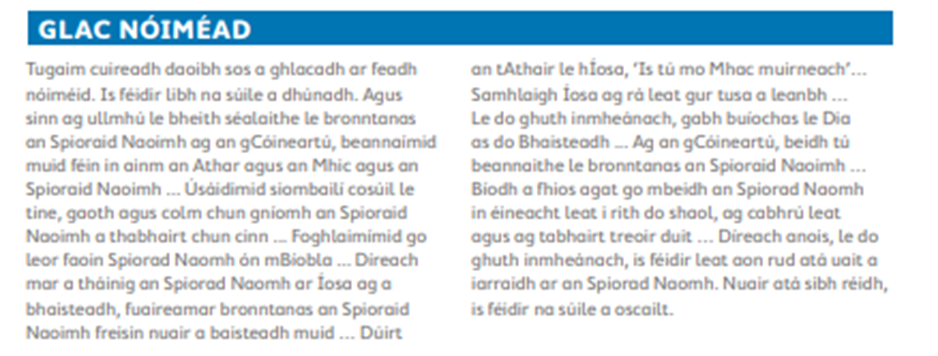 GLAC NÓIMÉAD
Tugaim cuireadh daoibh sos a ghlacadh ar feadh
nóiméid. Is féidir libh na súile a dhúnadh. Agus
sinn ag ullmhú le bheith séalaithe le bronntanas
an Spioraid Naoimh ag an gCóineartú, beannaímid
muid féin in ainm an Athar agus an Mhic agus an
Spioraid Naoimh ... Úsáidimid siombailí cosúil le
tine, gaoth agus colm chun gníomh an Spioraid
Naoimh a thabhairt chun cinn ... Foghlaimímid go
leor faoin Spiorad Naomh ón mBíobla ... Díreach
mar a tháinig an Spiorad Naomh ar Íosa ag a
bhaisteadh, fuaireamar bronntanas an Spioraid
Naoimh freisin nuair a baisteadh muid ... Dúirt
an tAthair le hÍosa, ‘Is tú mo Mhac muirneach’...
Samhlaigh Íosa ag rá leat gur tusa a leanbh ...
Le do ghuth inmheánach, gabh buíochas le Dia
as do Bhaisteadh ... Ag an gCóineartú, beidh tú
beannaithe le bronntanas an Spioraid Naoimh ...
Bíodh a fhios agat go mbeidh an Spiorad Naomh
in éineacht leat i rith do shaol, ag cabhrú leat
agus ag tabhairt treoir duit ... Díreach anois, le do
ghuth inmheánach, is féidir leat aon rud atá uait a
iarraidh ar an Spiorad Naomh. Nuair atá sibh réidh,
is féidir na súile a oscailt.